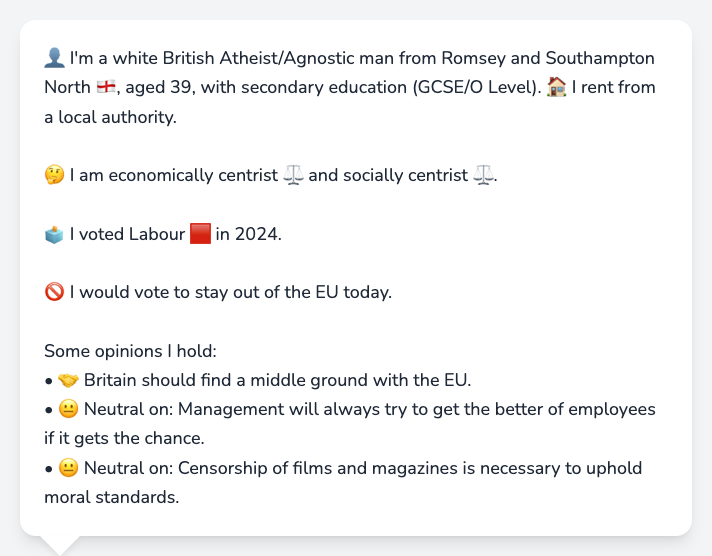 👤 I'm a white British Atheist/Agnostic man from Romsey and Southampton
North 🏴󠁧󠁢󠁥󠁮󠁧󠁿, aged 39, with secondary education (GCSE/O Level). 🏠 I rent from
a local authority.
🤔 I am economically centrist ⚖️ and socially centrist ⚖️.
🗳️ I voted Labour 🟥 in 2024.
🚫 I would vote to stay out of the EU today.
Some opinions I hold:
• 🤝 Britain should find a middle ground with the EU.
• 😐 Neutral on: Management will always try to get the better of employees
if it gets the chance.
• 😐 Neutral on: Censorship of films and magazines is necessary to uphold
moral standards.